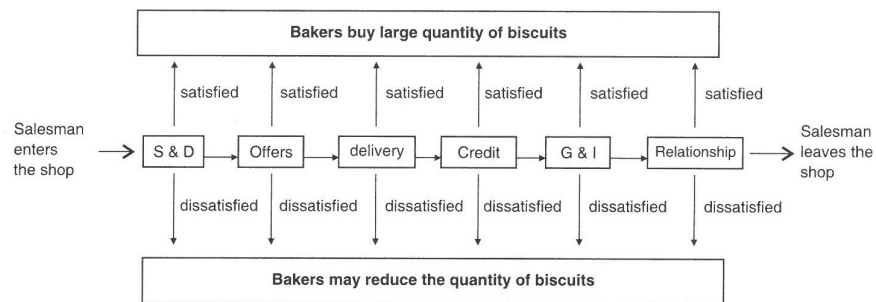 Bakers buy large quantity of biscuits
satisfied satisfied satisfied satisfied satisfied satisfied
Salesman
enters
the shop
S & D Offers delivery Credit G & I Relationship
Salesman
leaves the
shop
dissatisfied dissatisfied dissatisfied dissatisfied dissatisfied dissatisfied
Bakers may reduce the quantity of biscuits